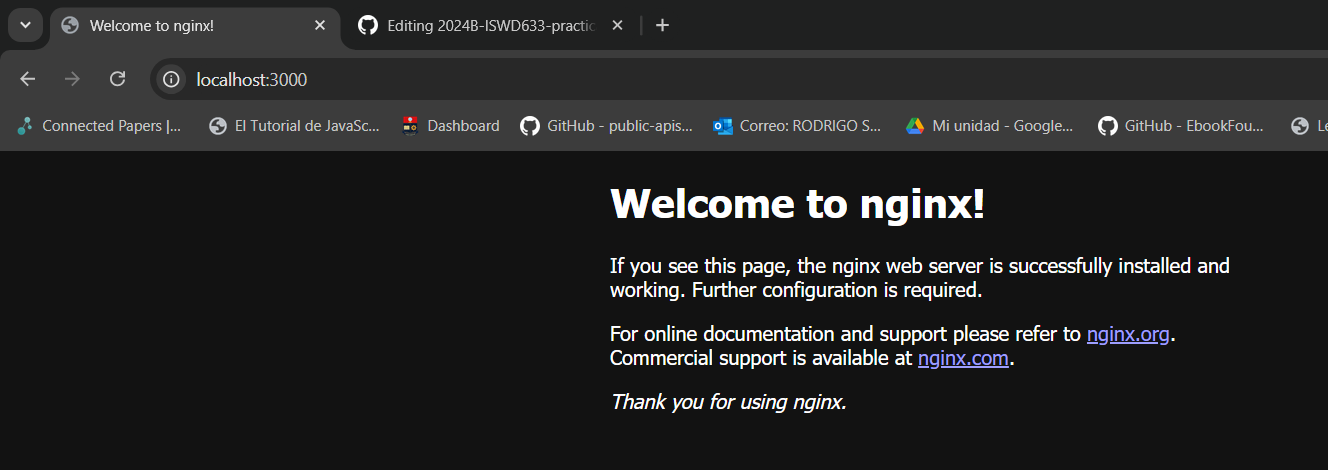 Welcome to nginx!
Editing 2024B-ISWD633-practic
localhost:3000
Connected Papers |...
El Tutorial de JavaSc...
Dashboard
GitHub - public-apis...
Correo: RODRIGO S...
Mi unidad - Google...
GitHub - EbookFou...
Le
Welcome to nginx!
If you see this page, the nginx web server is successfully installed and
working. Further configuration is required.
For online documentation and support please refer to nginx.org.
Commercial support is available at nginx.com.
Thank you for using nginx.